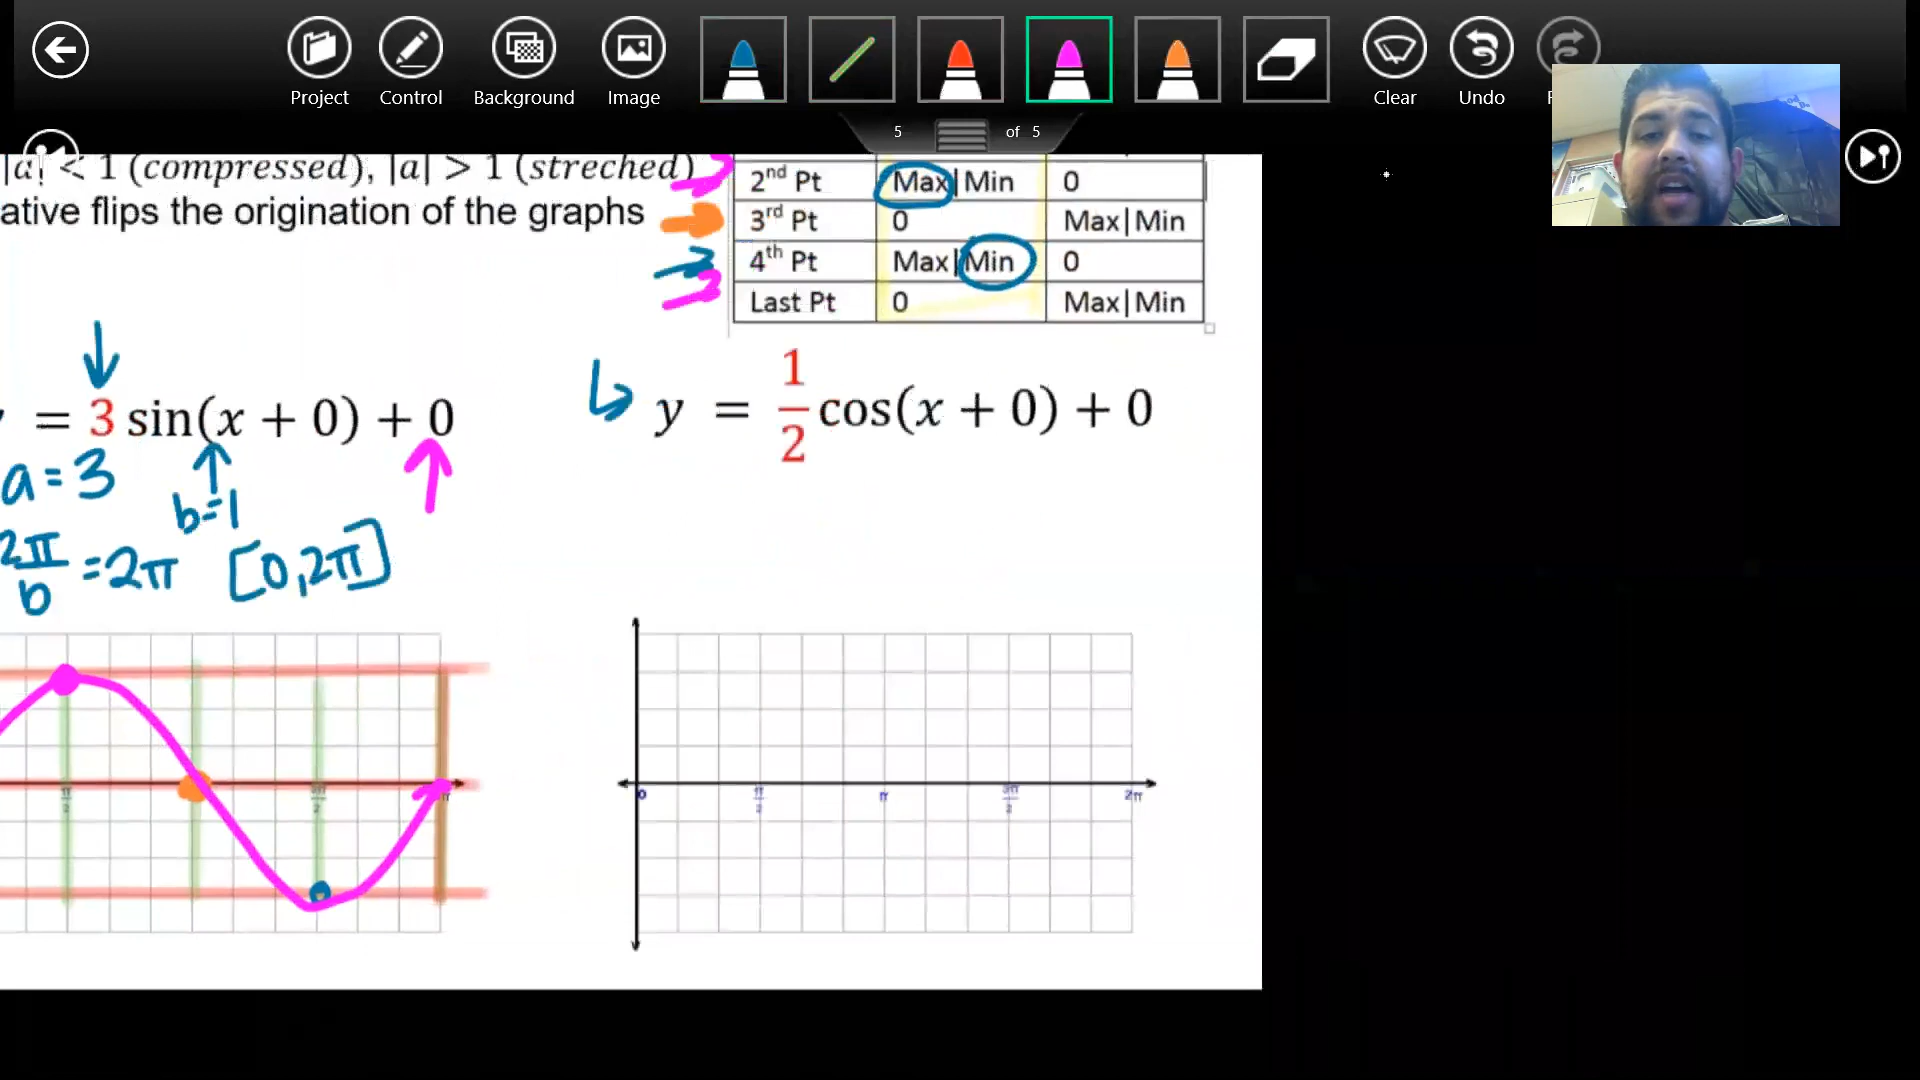 Project Control Background Image Clear Undo
5 of 5
|a| < 1 (compressed), |a| > 1 (streched)
ative flips the origination of the graphs
2nd Pt Max|Min 0
3rd Pt 0 Max|Min
4th Pt Max|Min 0
Last Pt 0 Max|Min
= 3 sin(x + 0) + 0
a = 3
b = 1
2π/b = 2π [0, 2π]
y = 1/2 cos(x + 0) + 0
π/2 3π/2 π
0 π/2 π 3π/2 2π